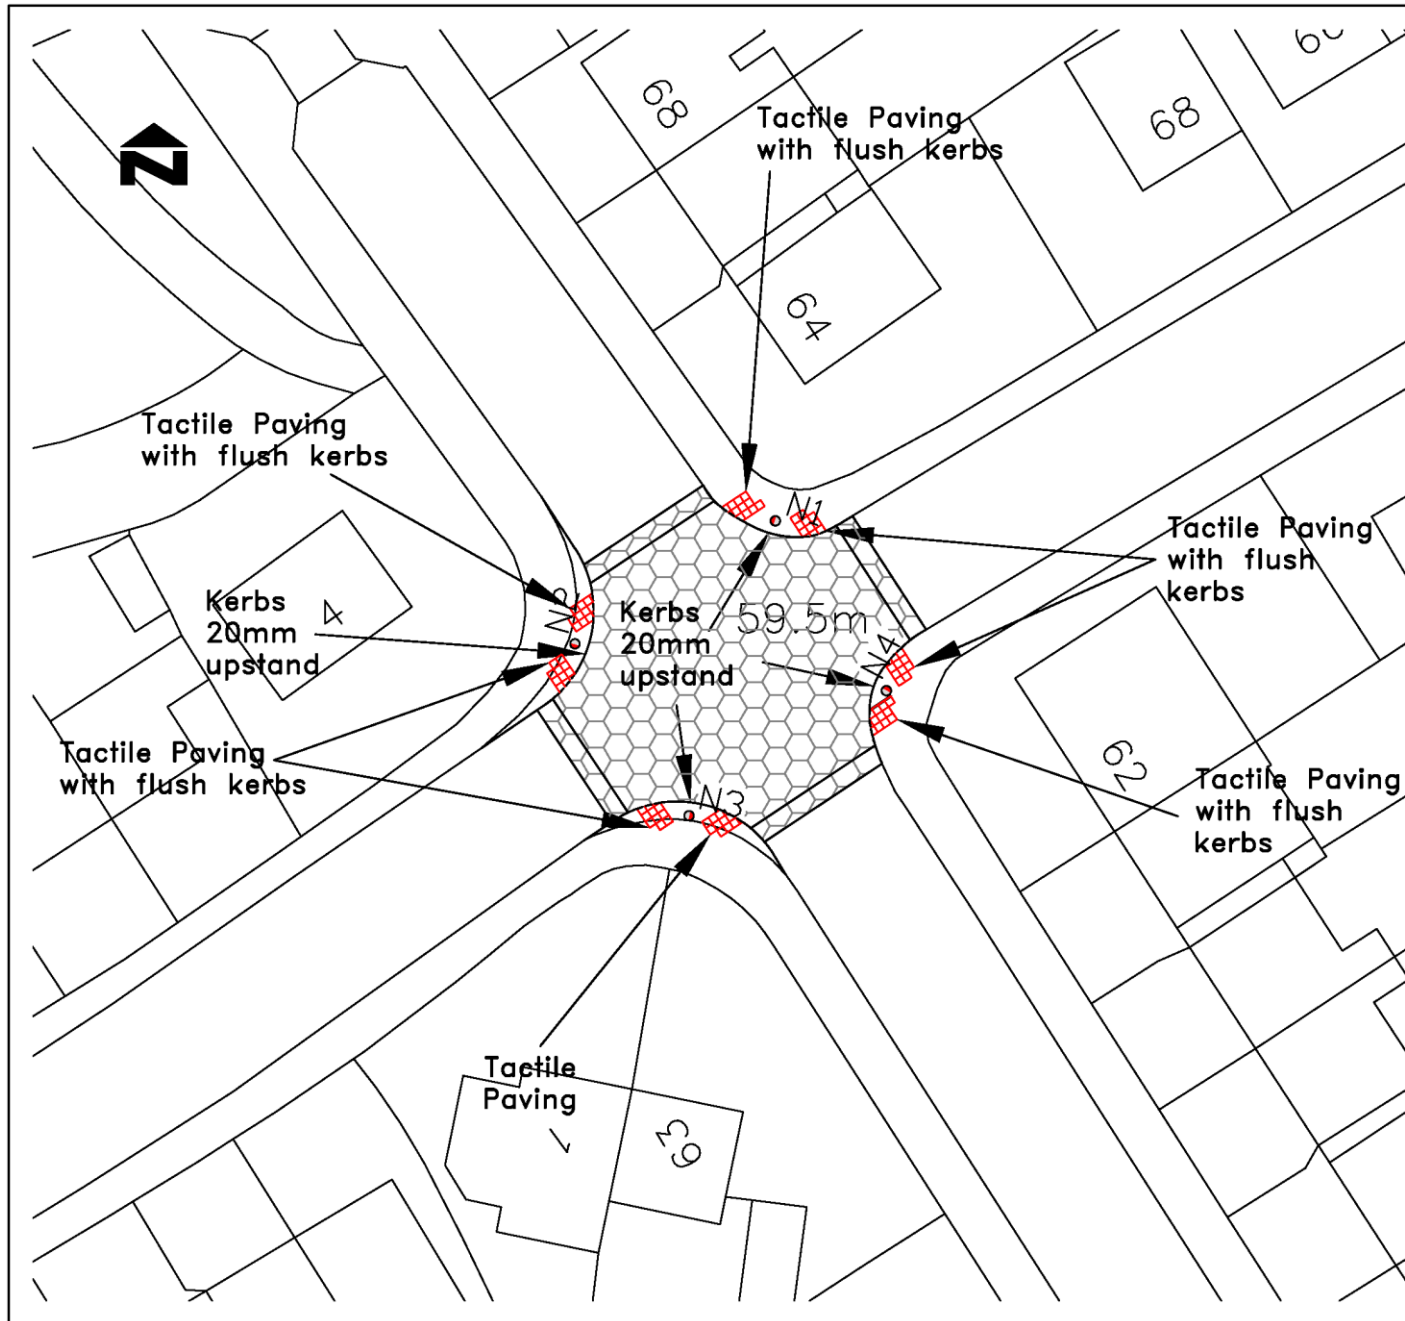 68
68
Tactile Paving
with flush kerbs
N
64
Tactile Paving
with flush kerbs
N1
Tactile Paving
with flush
kerbs
Kerbs
20mm
upstand
4
N2
Kerbs
20mm
upstand
59.5m
N4
Tactile Paving
with flush kerbs
62
Tactile Paving
with flush
kerbs
N3
Tactile
Paving
1
63